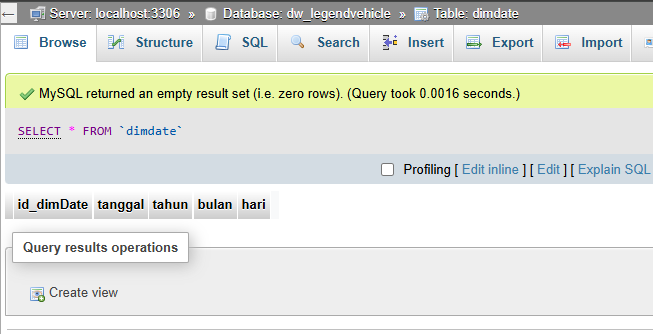 ← Server: localhost:3306 » Database: dw_legendvehicle » Table: dimdate
Browse Structure SQL Search Insert Export Import
MySQL returned an empty result set (i.e. zero rows). (Query took 0.0016 seconds.)
SELECT * FROM `dimdate`
Profiling [ Edit inline ] [ Edit ] [ Explain SQL
id_dimDate tanggal tahun bulan hari
Query results operations
Create view